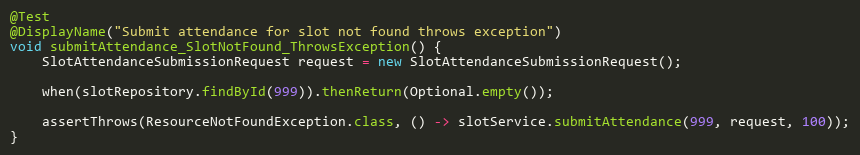 @Test
@DisplayName("Submit attendance for slot not found throws exception")
void submitAttendance_SlotNotFound_ThrowsException() {
    SlotAttendanceSubmissionRequest request = new SlotAttendanceSubmissionRequest();

    when(slotRepository.findById(999)).thenReturn(Optional.empty());

    assertThrows(ResourceNotFoundException.class, () -> slotService.submitAttendance(999, request, 100));
}